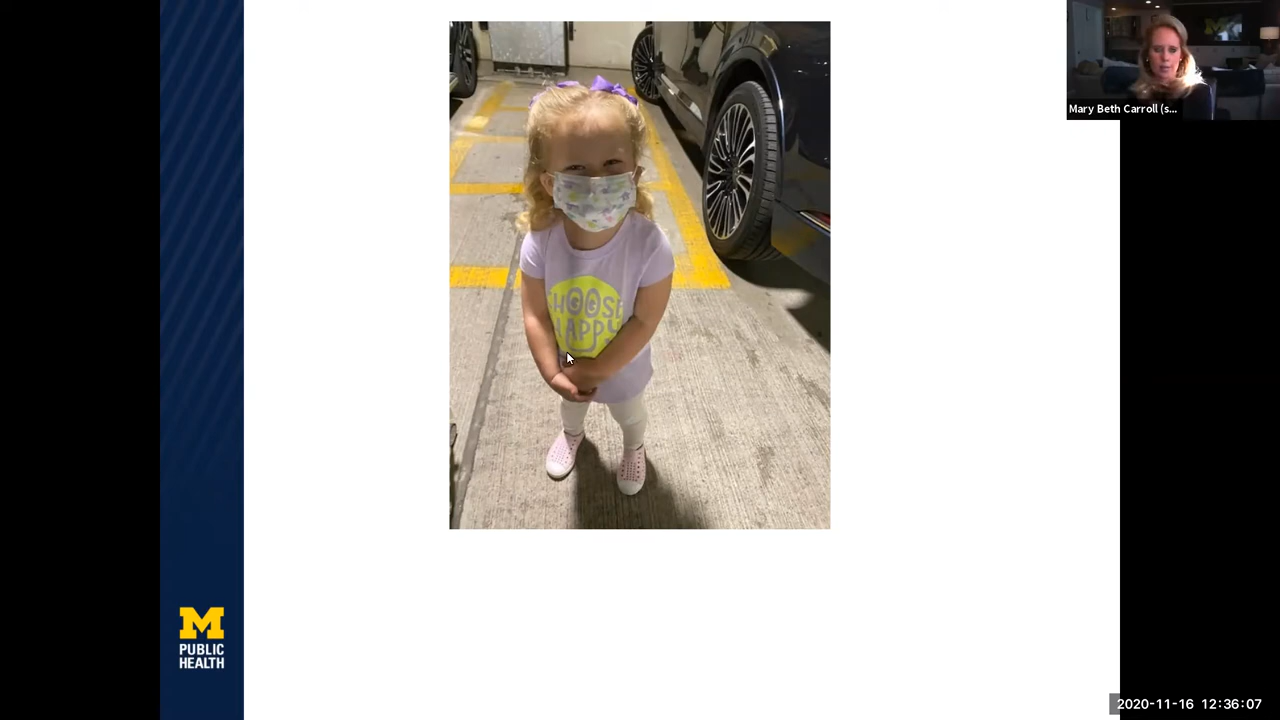 M
Mary Beth Carroll (s...
CHOOSE
HAPPY
M
PUBLIC
HEALTH
2020-11-16 12:36:07